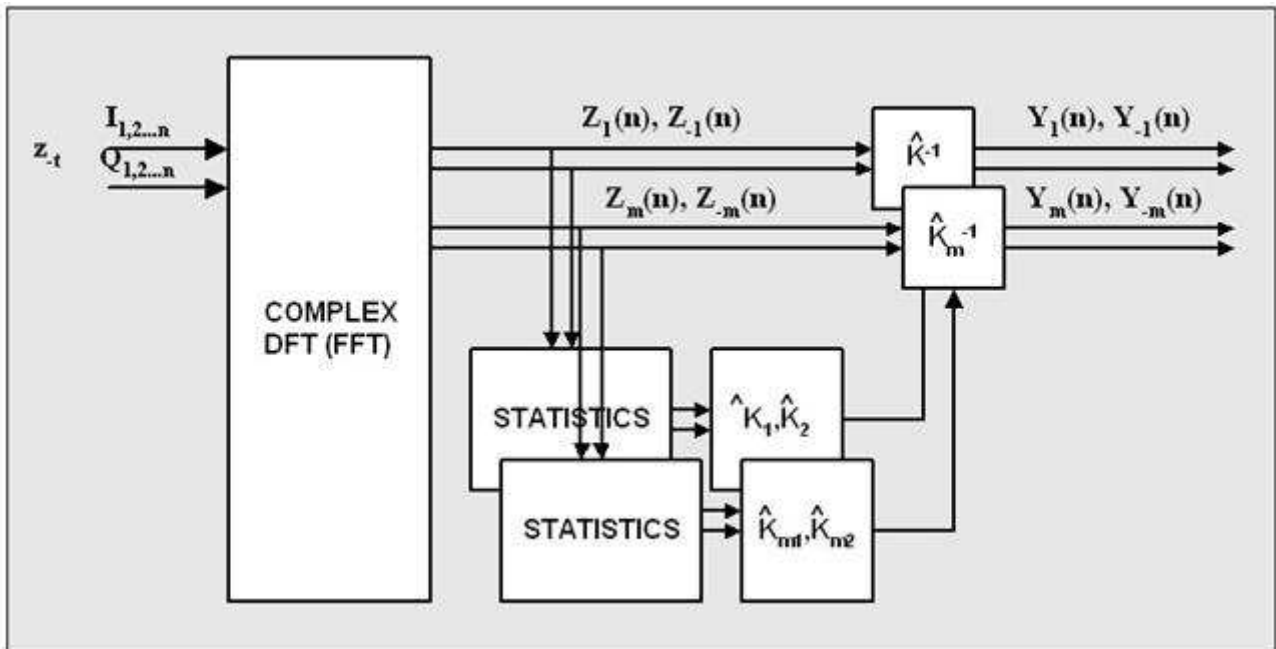 I1,2...n
z-t
Q1,2...n
COMPLEX
DFT (FFT)
Z1(n), Z-1(n)
Zm(n), Z-m(n)
K̂-1
K̂m-1
Y1(n), Y-1(n)
Ym(n), Y-m(n)
STATISTICS
^K1,K̂2
STATISTICS
K̂m1,K̂m2